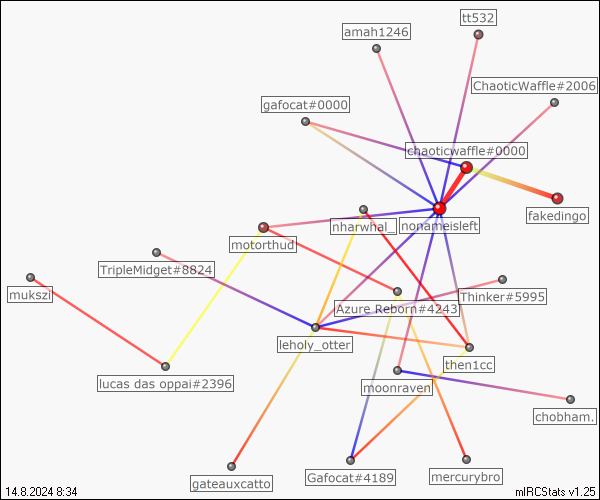 tt532
amah1246
ChaoticWaffle#2006
gafocat#0000
chaoticwaffle#0000
fakedingo
nharwhal_
nonameisleft
motorthud
TripleMidget#8824
mukszi
Thinker#5995
Azure Reborn#4243
leholy_otter
then1cc
lucas das oppai#2396
moonraven
chobham.
gateauxcatto
Gafocat#4189
mercurybro
14.8.2024 8:34
mIRCStats v1.25